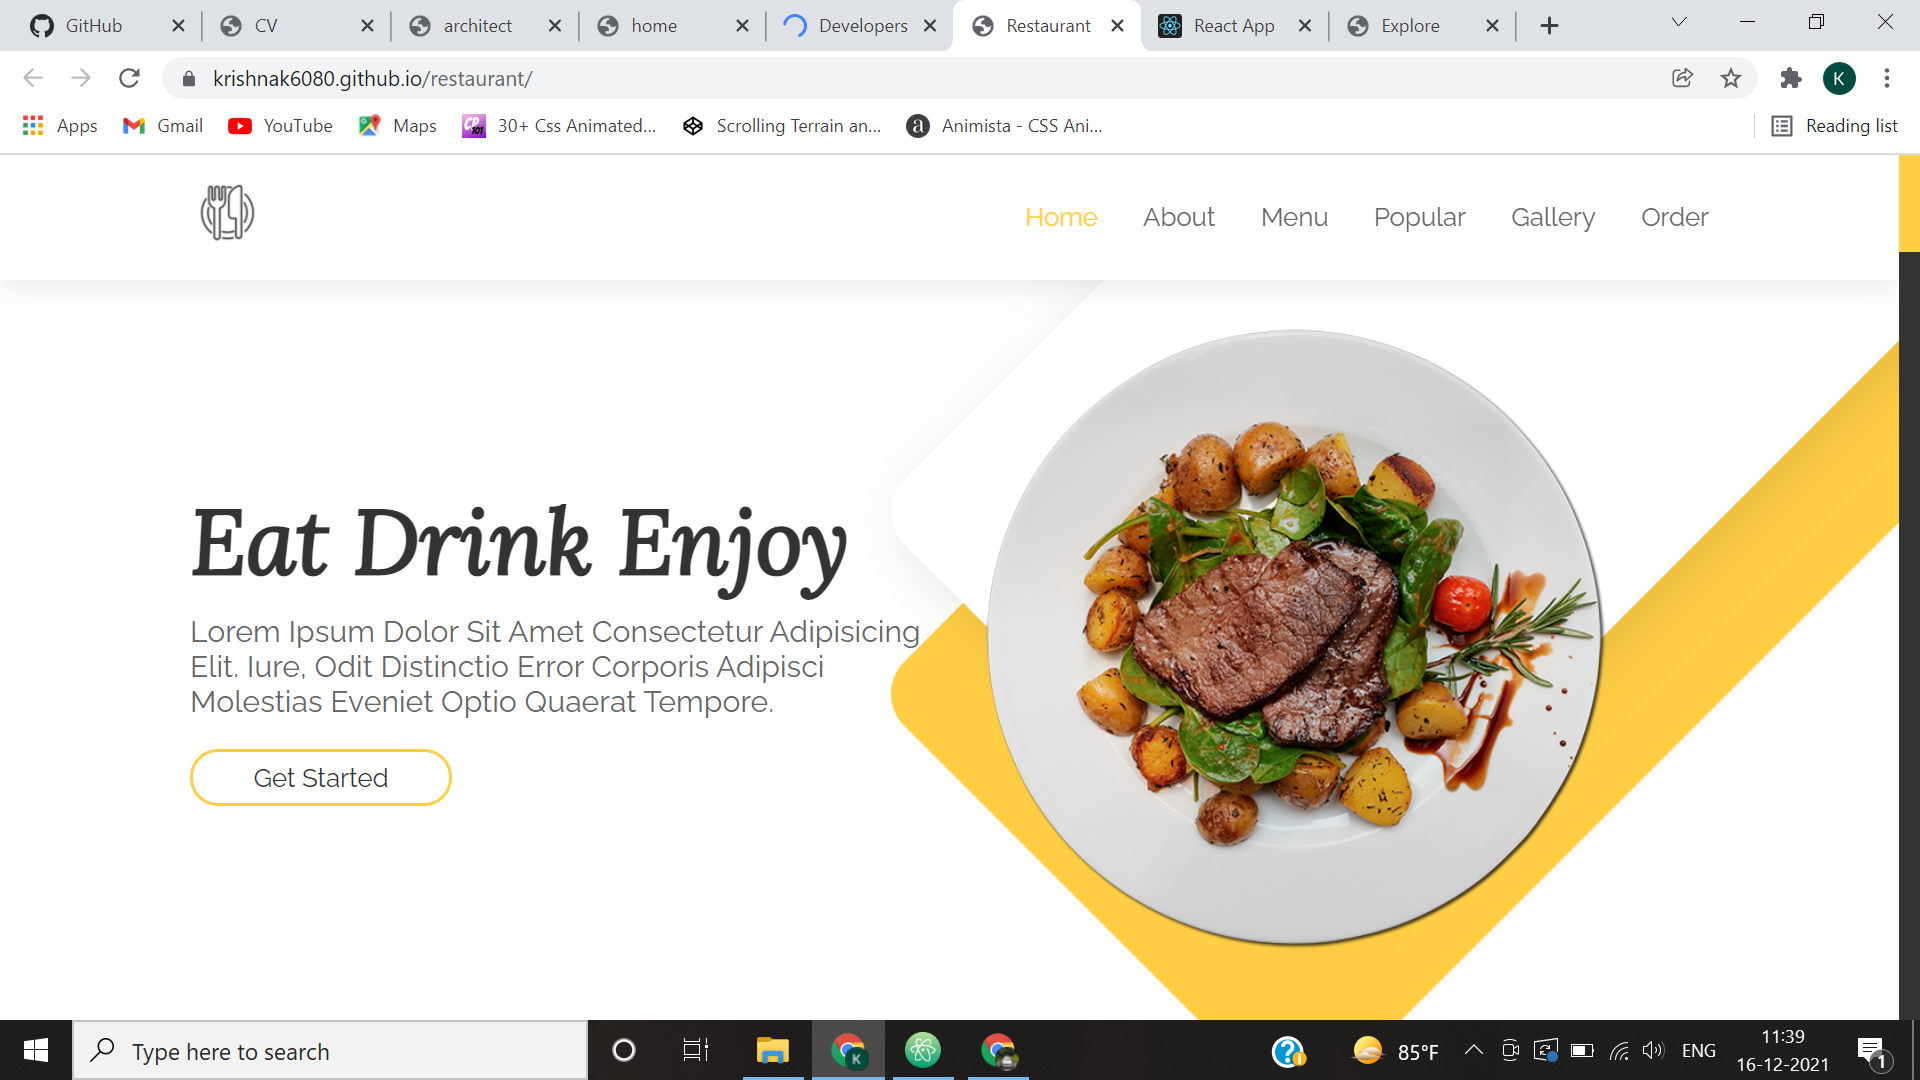 GitHub CV architect home Developers Restaurant React App Explore
krishnak6080.github.io/restaurant/
K
Apps Gmail YouTube Maps 30+ Css Animated... Scrolling Terrain an... Animista - CSS Ani... Reading list
Home About Menu Popular Gallery Order
Eat Drink Enjoy
Lorem Ipsum Dolor Sit Amet Consectetur Adipisicing
Elit. Iure, Odit Distinctio Error Corporis Adipisci
Molestias Eveniet Optio Quaerat Tempore.
Get Started
Type here to search
85°F
ENG
11:39
16-12-2021
1